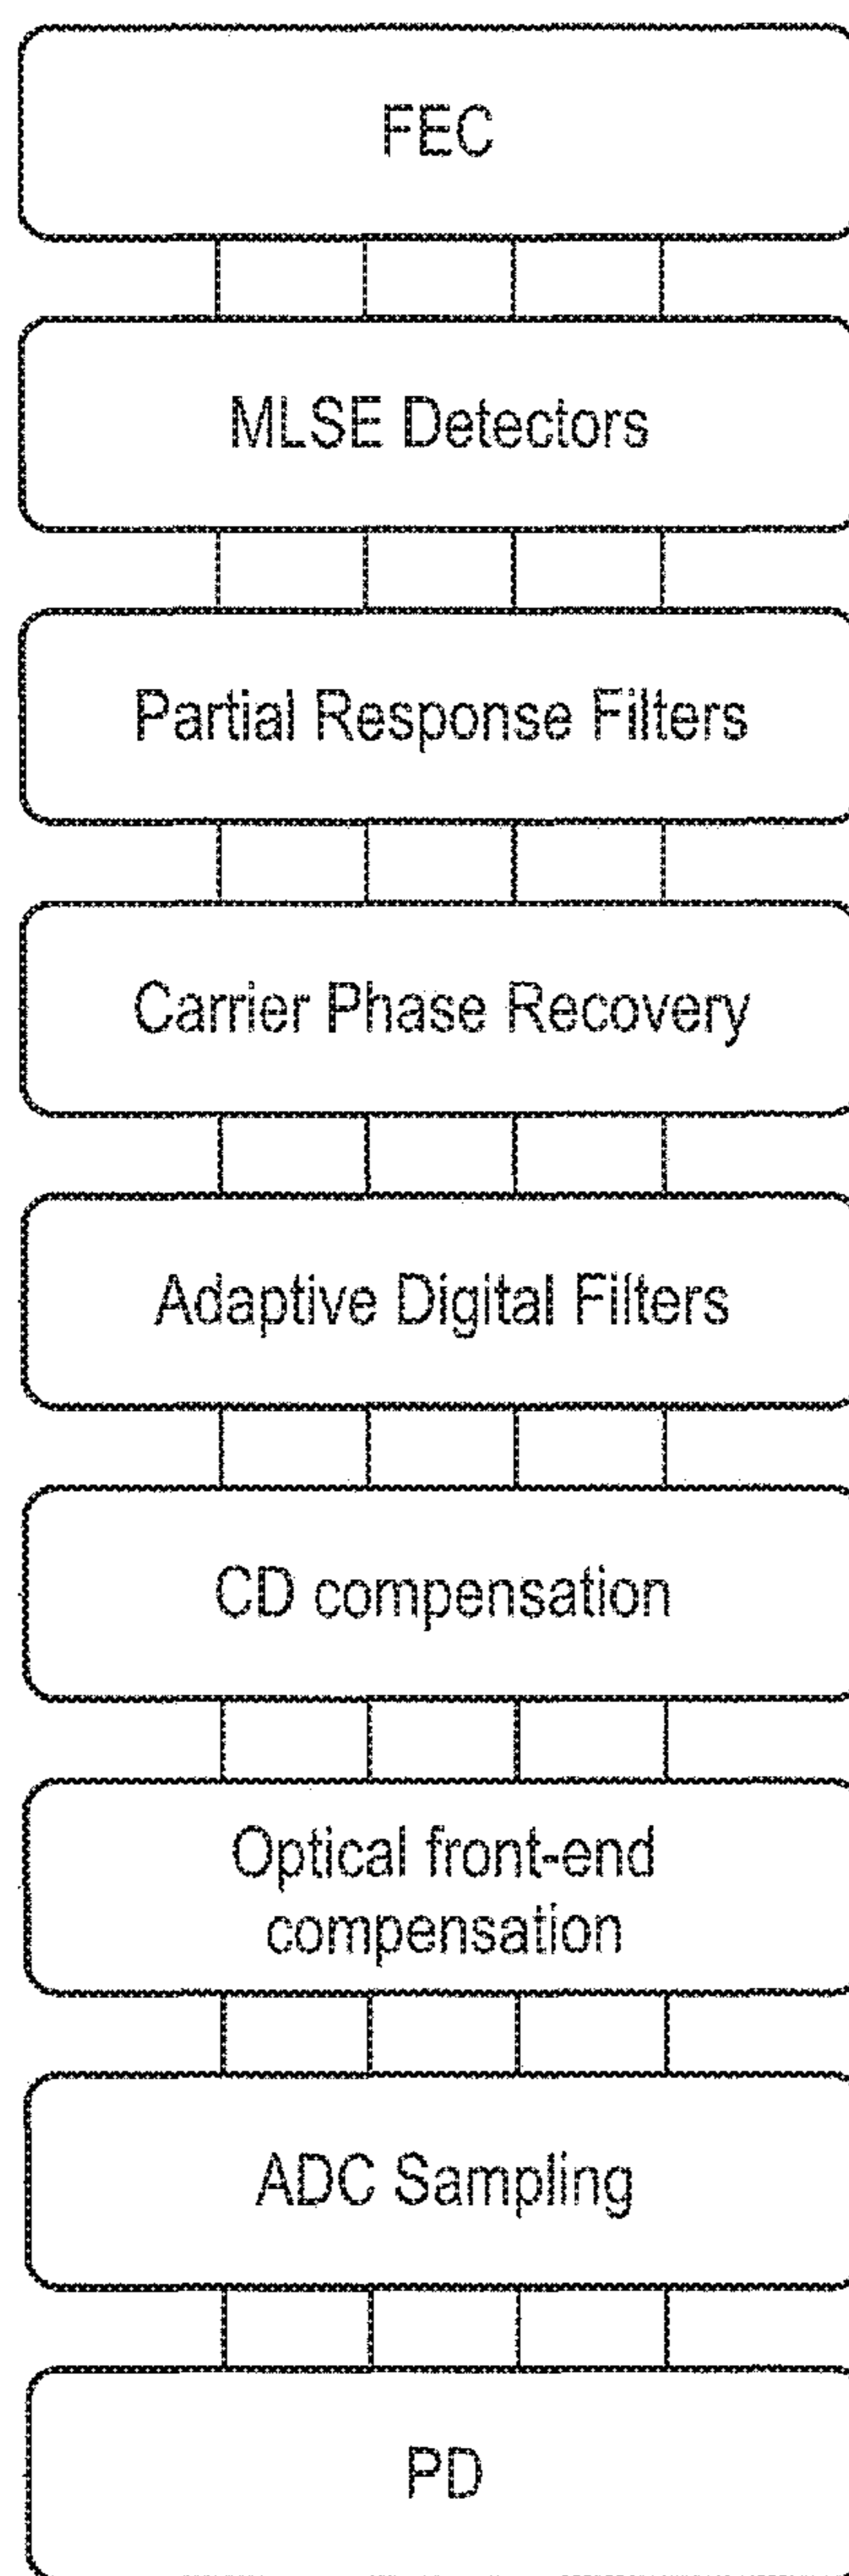 FEC
MLSE Detectors
Partial Response Filters
Carrier Phase Recovery
Adaptive Digital Filters
CD compensation
Optical front-end
compensation
ADC Sampling
PD